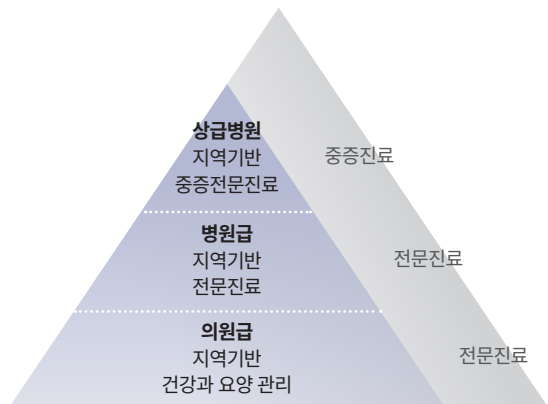 상급병원
지역기반
중증전문진료
중증진료
병원급
지역기반
전문진료
전문진료
의원급
지역기반
건강과 요양 관리
전문진료